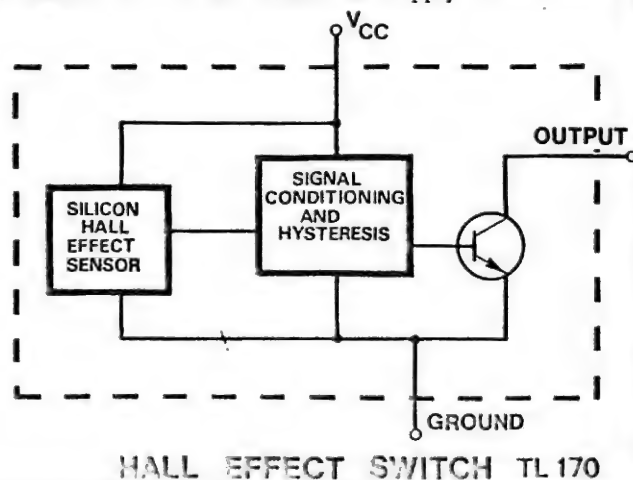 VCC
OUTPUT
SILICON
HALL
EFFECT
SENSOR
SIGNAL
CONDITIONING
AND
HYSTERESIS
GROUND
HALL EFFECT SWITCH TL170